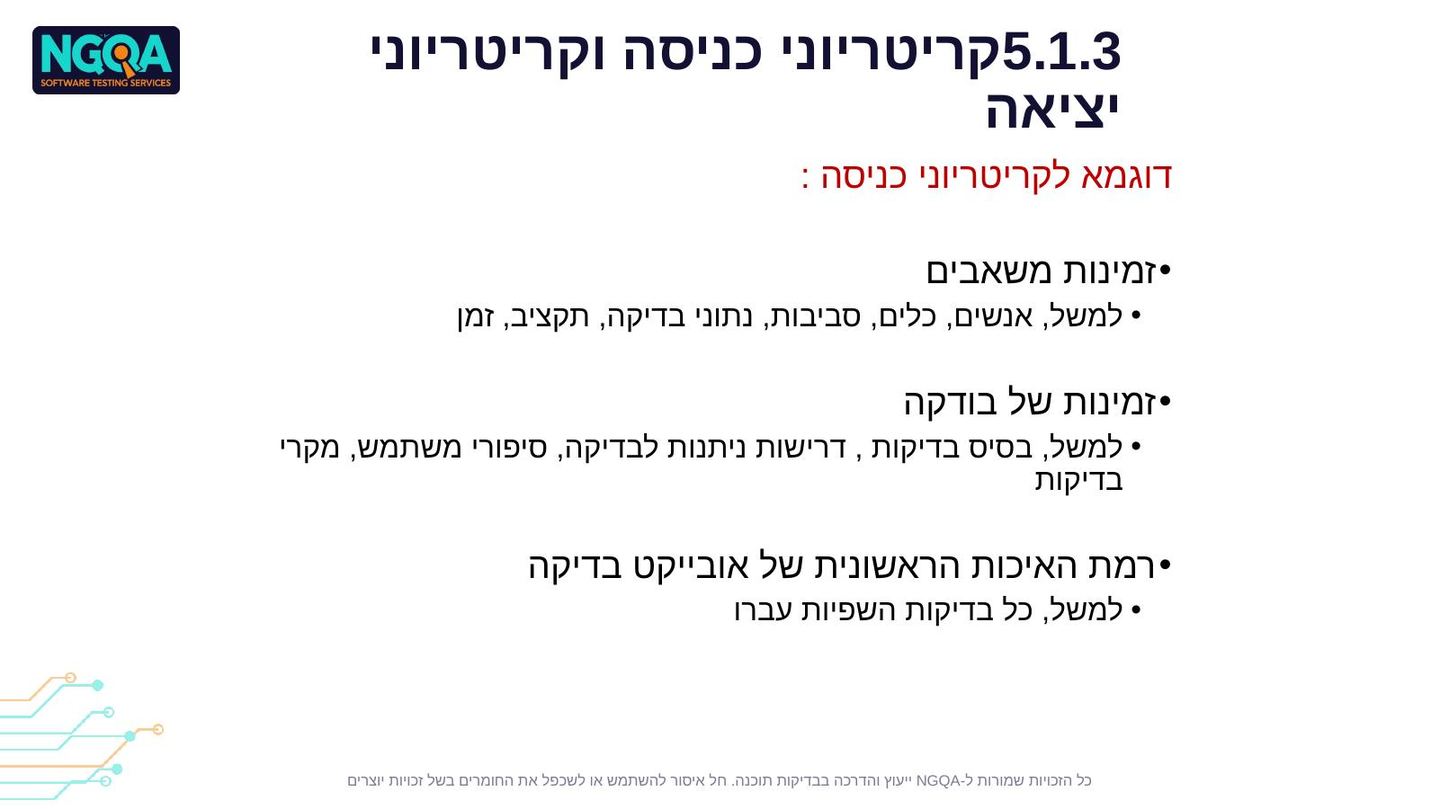 NGQA
SOFTWARE TESTING SERVICES
5.1.3קריטריוני כניסה וקריטריוני
יציאה
דוגמא לקריטריוני כניסה :
•זמינות משאבים
• למשל, אנשים, כלים, סביבות, נתוני בדיקה, תקציב, זמן
•זמינות של בודקה
• למשל, בסיס בדיקות , דרישות ניתנות לבדיקה, סיפורי משתמש, מקרי
בדיקות
•רמת האיכות הראשונית של אובייקט בדיקה
• למשל, כל בדיקות השפיות עברו
כל הזכויות שמורות ל-NGQA ייעוץ והדרכה בבדיקות תוכנה. חל איסור להשתמש או לשכפל את החומרים בשל זכויות יוצרים